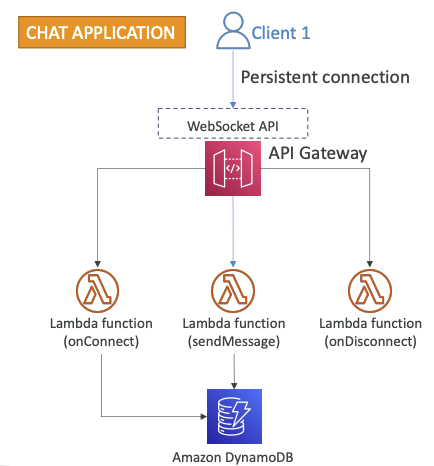 CHAT APPLICATION
Client 1
Persistent connection
WebSocket API
API Gateway
</>
Lambda function
(onConnect)
Lambda function
(sendMessage)
Lambda function
(onDisconnect)
Amazon DynamoDB